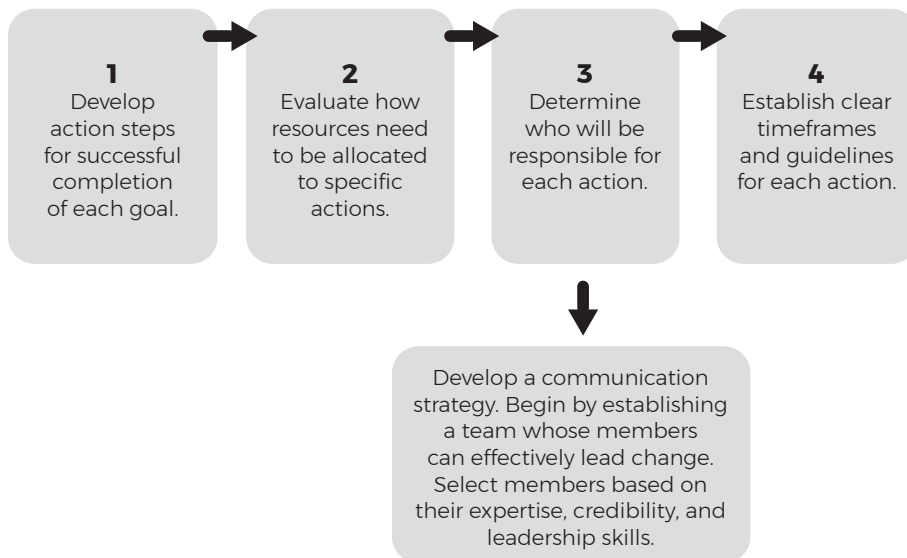 1
Develop
action steps
for successful
completion
of each goal.
2
Evaluate how
resources need
to be allocated
to specific
actions.
3
Determine
who will be
responsible for
each action.
4
Establish clear
timeframes
and guidelines
for each action.
Develop a communication
strategy. Begin by establishing
a team whose members
can effectively lead change.
Select members based on
their expertise, credibility, and
leadership skills.